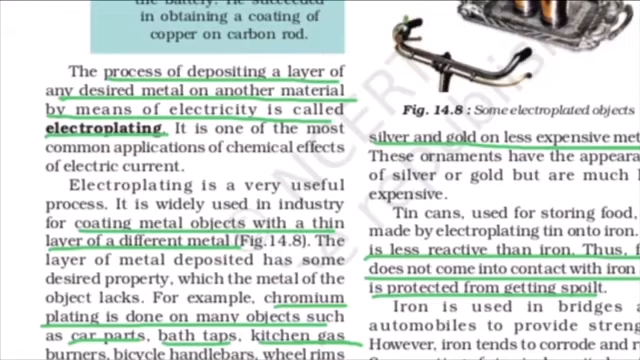 the battery. He succeeded
in obtaining a coating of
copper on carbon rod.
The process of depositing a layer of
any desired metal on another material
by means of electricity is called
electroplating. It is one of the most
common applications of chemical effects
of electric current.
Electroplating is a very useful
process. It is widely used in industry
for coating metal objects with a thin
layer of a different metal (Fig.14.8). The
layer of metal deposited has some
desired property, which the metal of the
object lacks. For example, chromium
plating is done on many objects such
as car parts, bath taps, kitchen gas
burners, bicycle handlebars, wheel rims
Fig. 14.8 : Some electroplated objects
silver and gold on less expensive met
These ornaments have the appeara
of silver or gold but are much l
expensive.
Tin cans, used for storing food,
made by electroplating tin onto iron.
is less reactive than iron. Thus, f
does not come into contact with iron
is protected from getting spoilt.
Iron is used in bridges a
automobiles to provide streng
However, iron tends to corrode and r